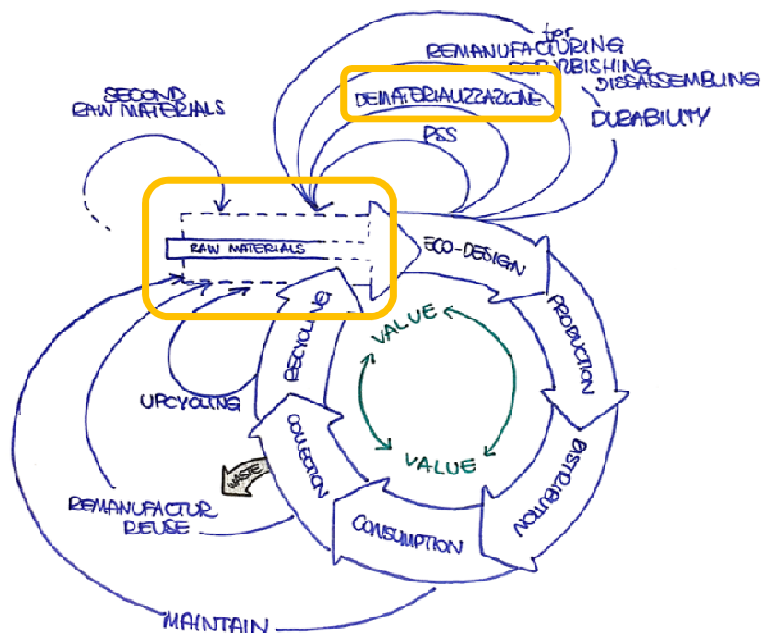 for
REMANUFACTURING
REFURBISHING
DISSASSEMBLING
DEMATERIALIZZAZIONE
DURABILITY
PSS
SECOND
RAW MATERIALS
RAW MATERIALS
ECO-DESIGN
PRODUCTION
DISTRIBUTION
CONSUMPTION
COLLECTION
RECYCLING
VALUE
VALUE
UPCYCLING
WASTE
REMANUFACTUR
REUSE
MAINTAIN